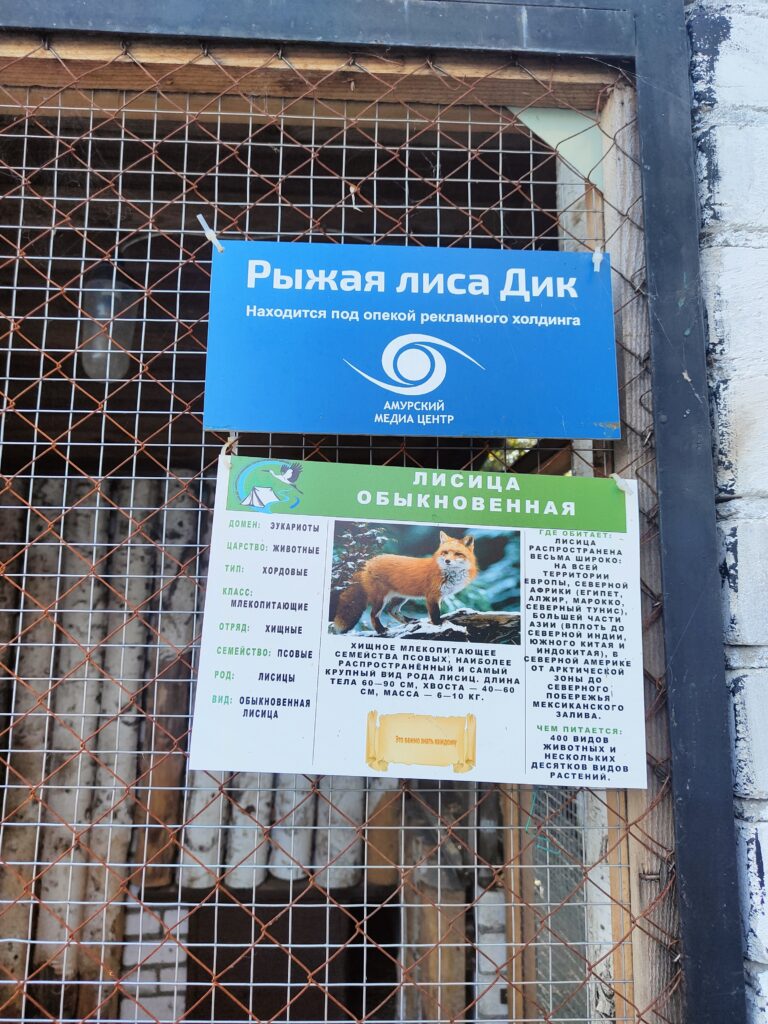 Рыжая лиса Дик
Находится под опекой рекламного холдинга
АМУРСКИЙ
МЕДИА ЦЕНТР
ЛИСИЦА
ОБЫКНОВЕННАЯ
ДОМЕН: ЭУКАРИОТЫ
ЦАРСТВО: ЖИВОТНЫЕ
ТИП: ХОРДОВЫЕ
КЛАСС:
МЛЕКОПИТАЮЩИЕ
ОТРЯД: ХИЩНЫЕ
СЕМЕЙСТВО: ПСОВЫЕ
РОД: ЛИСИЦЫ
ВИД: ОБЫКНОВЕННАЯ
ЛИСИЦА
ХИЩНОЕ МЛЕКОПИТАЮЩЕЕ
СЕМЕЙСТВА ПСОВЫХ, НАИБОЛЕЕ
РАСПРОСТРАНЁННЫЙ И САМЫЙ
КРУПНЫЙ ВИД РОДА ЛИСИЦ. ДЛИНА
ТЕЛА 60—90 СМ, ХВОСТА — 40—60
СМ, МАССА — 6—10 КГ.
Это важно знать каждому
ГДЕ ОБИТАЕТ:
ЛИСИЦА
РАСПРОСТРАНЕНА
ВЕСЬМА ШИРОКО:
НА ВСЕЙ
ТЕРРИТОРИИ
ЕВРОПЫ, СЕВЕРНОЙ
АФРИКИ (ЕГИПЕТ,
АЛЖИР, МАРОККО,
СЕВЕРНЫЙ ТУНИС),
БОЛЬШЕЙ ЧАСТИ
АЗИИ (ВПЛОТЬ ДО
СЕВЕРНОЙ ИНДИИ,
ЮЖНОГО КИТАЯ И
ИНДОКИТАЯ), В
СЕВЕРНОЙ АМЕРИКЕ
ОТ АРКТИЧЕСКОЙ
ЗОНЫ ДО
СЕВЕРНОГО
ПОБЕРЕЖЬЯ
МЕКСИКАНСКОГО
ЗАЛИВА.
ЧЕМ ПИТАЕТСЯ:
400 ВИДОВ
ЖИВОТНЫХ И
НЕСКОЛЬКИХ
ДЕСЯТКОВ ВИДОВ
РАСТЕНИЙ.